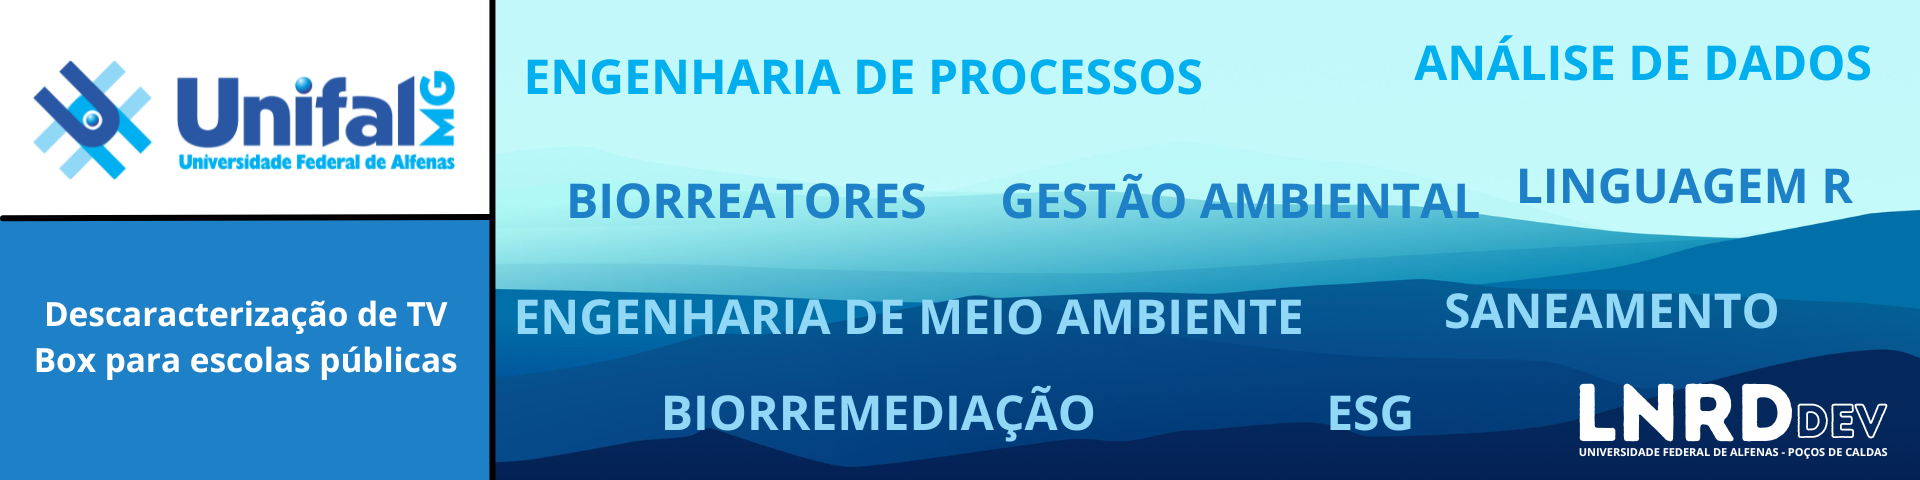 Unifal MG
Universidade Federal de Alfenas
Descaracterização de TV
Box para escolas públicas
ENGENHARIA DE PROCESSOS
ANÁLISE DE DADOS
BIORREATORES
GESTÃO AMBIENTAL
LINGUAGEM R
ENGENHARIA DE MEIO AMBIENTE
SANEAMENTO
BIORREMEDIAÇÃO
ESG
LNRD DEV
UNIVERSIDADE FEDERAL DE ALFENAS - POÇOS DE CALDAS